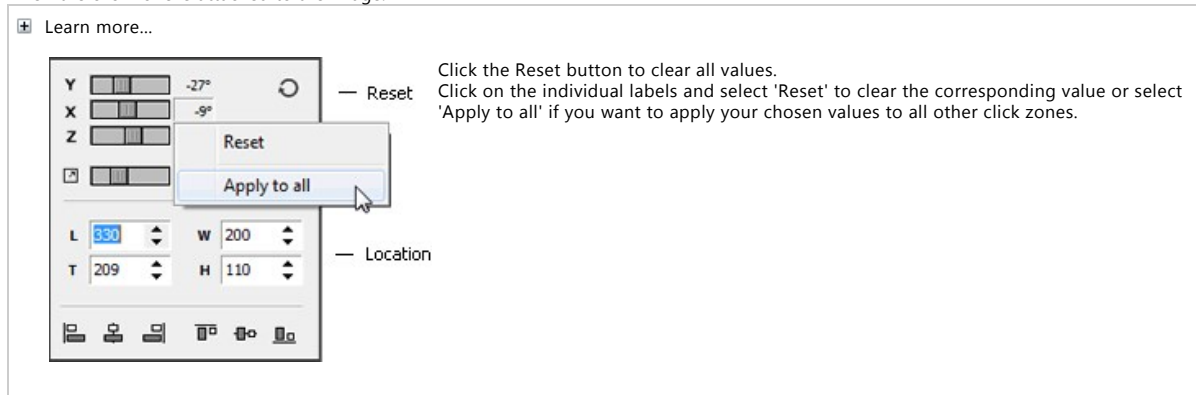 Learn more...
Y -27°
Reset
X -9°
Z
Reset
Apply to all
L 330 W 200
T 209 H 110
Location
Click the Reset button to clear all values.
Click on the individual labels and select 'Reset' to clear the corresponding value or select
'Apply to all' if you want to apply your chosen values to all other click zones.